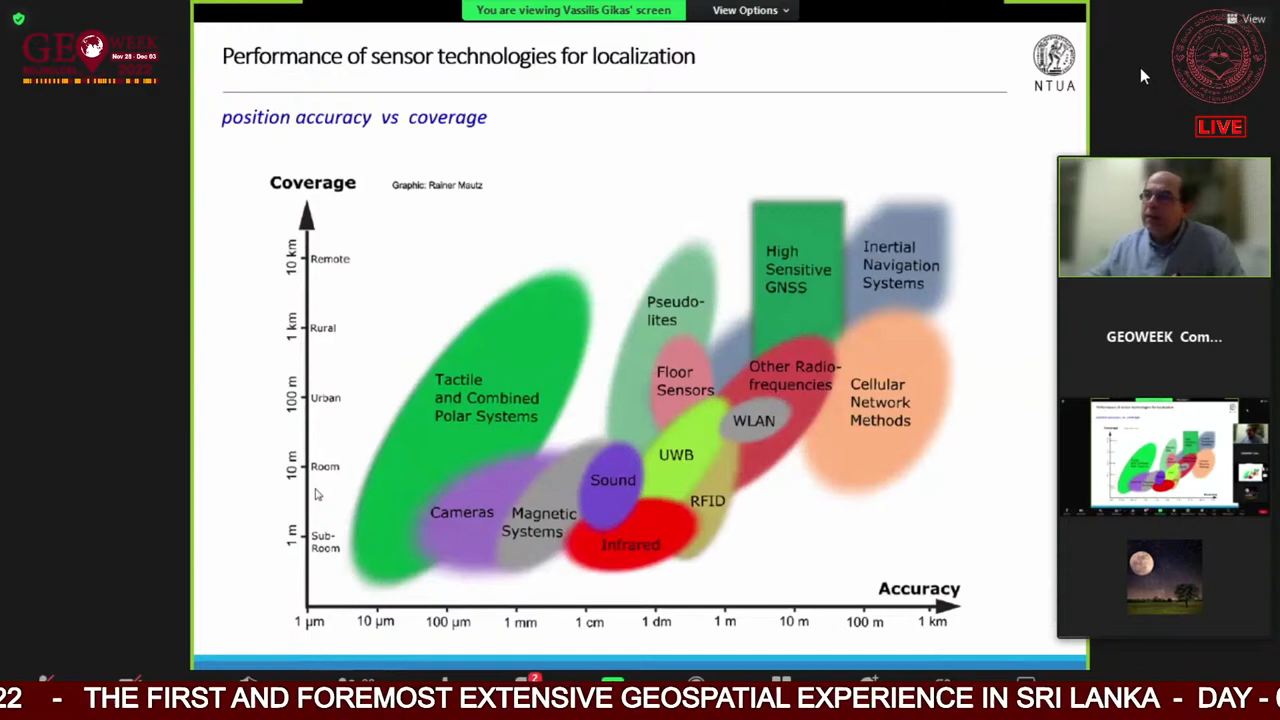 You are viewing Vassilis Gikas' screen
View Options
View
GEOWEEK
Nov 28 - Dec 03
2022
LIVE
Performance of sensor technologies for localization
NTUA
position accuracy vs coverage
Coverage
Graphic: Rainer Mautz
10 km
Remote
1 km
Rural
100 m
Urban
10 m
Room
1 m
Sub-
Room
Tactile
and Combined
Polar Systems
Pseudo-
lites
High
Sensitive
GNSS
Inertial
Navigation
Systems
Floor
Sensors
Other Radio-
frequencies
Cellular
Network
Methods
WLAN
UWB
Sound
RFID
Cameras
Magnetic
Systems
Infrared
Accuracy
1 µm
10 µm
100 µm
1 mm
1 cm
1 dm
1 m
10 m
100 m
1 km
GEOWEEK Com...
2
22 - THE FIRST AND FOREMOST EXTENSIVE GEOSPATIAL EXPERIENCE IN SRI LANKA - DAY -